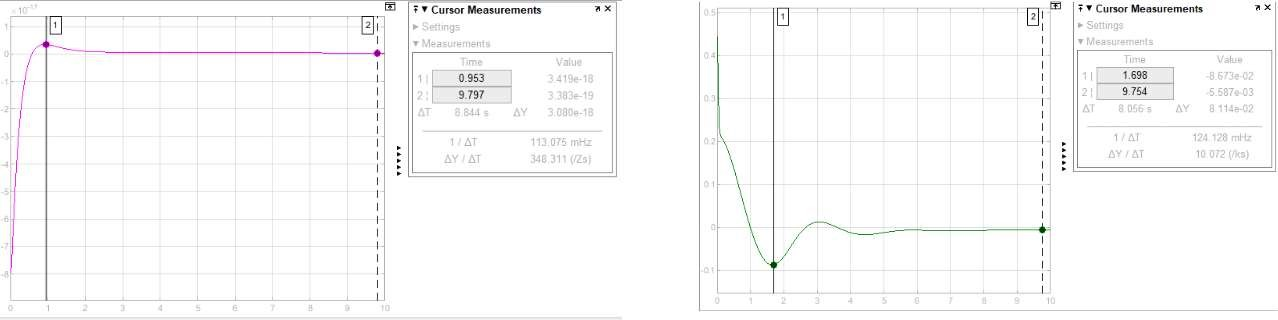 ×10^-17
1
0
-1
-2
-3
-4
-5
-6
-7
-8
0 1 2 3 4 5 6 7 8 9 10
1
2
Cursor Measurements
Settings
Measurements
Time Value
1 | 0.953 3.419e-18
2 | 9.797 3.383e-19
ΔT 8.844 s ΔY 3.080e-18
1 / ΔT 113.075 mHz
ΔY / ΔT 348.311 (/Zs)
0.5
0.4
0.3
0.2
0.1
0
-0.1
0 1 2 3 4 5 6 7 8 9 10
1
2
Cursor Measurements
Settings
Measurements
Time Value
1 | 1.698 -8.673e-02
2 | 9.754 -5.587e-03
ΔT 8.056 s ΔY 8.114e-02
1 / ΔT 124.128 mHz
ΔY / ΔT 10.072 (/ks)